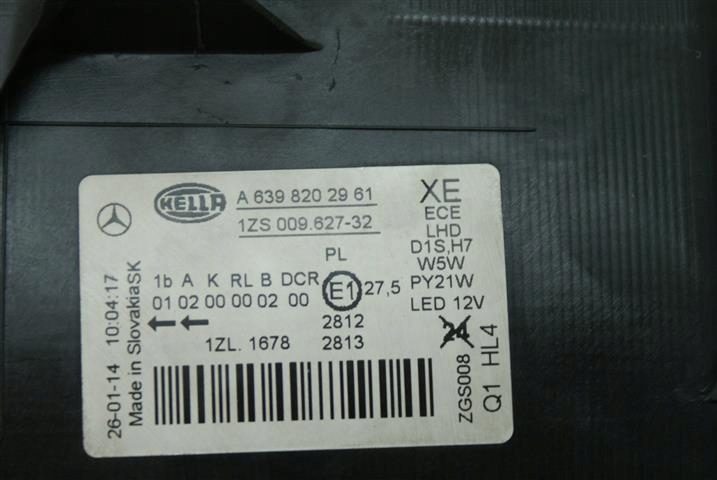 HELLA
A 639 820 29 61
1ZS 009.627-32
XE
ECE
LHD
D1S,H7
W5W
PY21W
LED 12V
PL
1b A K RL B DCR
01 02 00 00 02 00
E1
27,5
2812
1ZL. 1678
2813
26-01-14 10:04:17
Made in SlovakiaSK
ZGS008
24
Q1 HL4